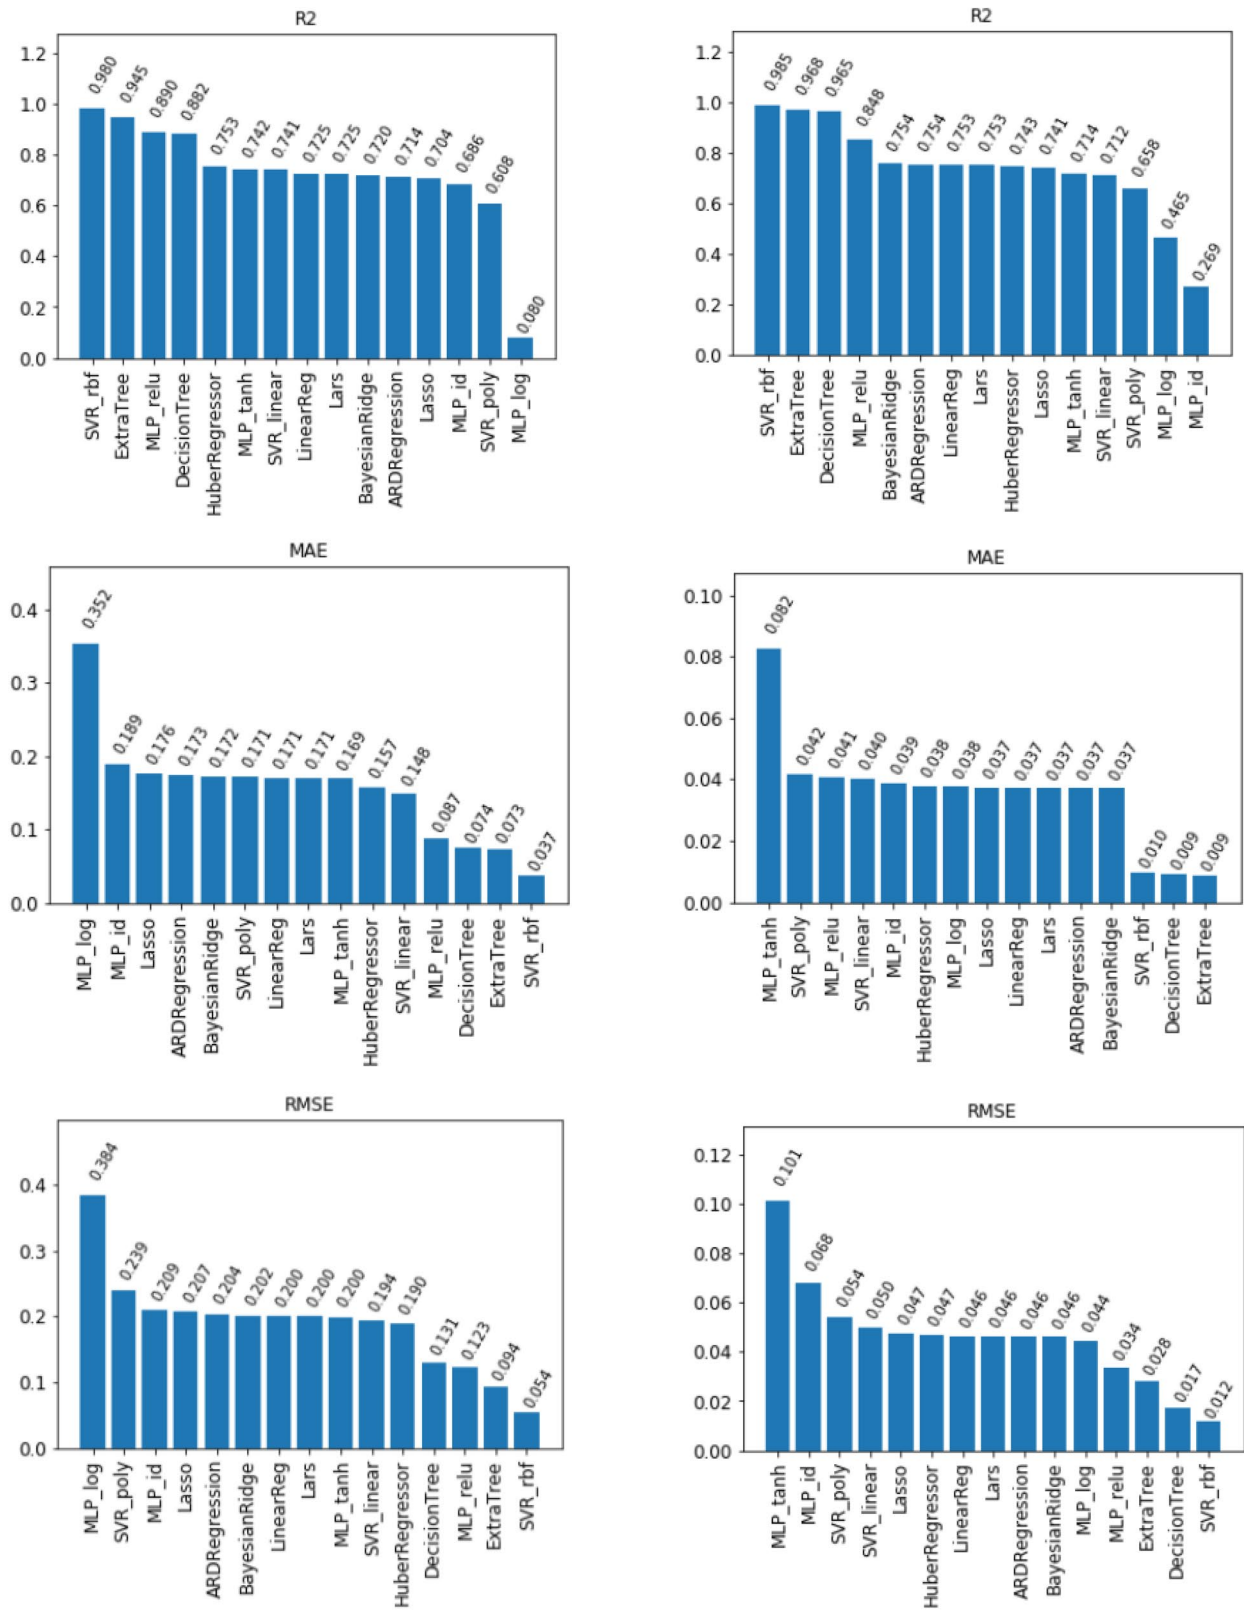 R2
1.2
1.0
0.8
0.6
0.4
0.2
0.0
0.980
0.945
0.890
0.882
0.753
0.742
0.741
0.725
0.725
0.720
0.714
0.704
0.686
0.608
0.080
SVR_rbf
ExtraTree
MLP_relu
DecisionTree
HuberRegressor
MLP_tanh
SVR_linear
LinearReg
Lars
BayesianRidge
ARDRegression
Lasso
MLP_id
SVR_poly
MLP_log
R2
1.2
1.0
0.8
0.6
0.4
0.2
0.0
0.985
0.968
0.965
0.848
0.754
0.754
0.753
0.753
0.743
0.741
0.714
0.712
0.658
0.465
0.269
SVR_rbf
ExtraTree
DecisionTree
MLP_relu
BayesianRidge
ARDRegression
LinearReg
Lars
HuberRegressor
Lasso
MLP_tanh
SVR_linear
SVR_poly
MLP_log
MLP_id
MAE
0.4
0.3
0.2
0.1
0.0
0.352
0.189
0.176
0.173
0.172
0.171
0.171
0.171
0.169
0.157
0.148
0.087
0.074
0.073
0.037
MLP_log
MLP_id
Lasso
ARDRegression
BayesianRidge
SVR_poly
LinearReg
Lars
MLP_tanh
HuberRegressor
SVR_linear
MLP_relu
DecisionTree
ExtraTree
SVR_rbf
MAE
0.10
0.08
0.06
0.04
0.02
0.00
0.082
0.042
0.041
0.040
0.039
0.038
0.038
0.037
0.037
0.037
0.037
0.037
0.010
0.009
0.009
MLP_tanh
SVR_poly
MLP_relu
SVR_linear
MLP_id
HuberRegressor
MLP_log
Lasso
LinearReg
Lars
ARDRegression
BayesianRidge
SVR_rbf
DecisionTree
ExtraTree
RMSE
0.4
0.3
0.2
0.1
0.0
0.384
0.239
0.209
0.207
0.204
0.202
0.200
0.200
0.200
0.194
0.190
0.131
0.123
0.094
0.054
MLP_log
SVR_poly
MLP_id
Lasso
ARDRegression
BayesianRidge
LinearReg
Lars
MLP_tanh
SVR_linear
HuberRegressor
DecisionTree
MLP_relu
ExtraTree
SVR_rbf
RMSE
0.12
0.10
0.08
0.06
0.04
0.02
0.00
0.101
0.068
0.054
0.050
0.047
0.047
0.046
0.046
0.046
0.046
0.044
0.034
0.028
0.017
0.012
MLP_tanh
MLP_id
SVR_poly
SVR_linear
Lasso
HuberRegressor
LinearReg
Lars
ARDRegression
BayesianRidge
MLP_log
MLP_relu
ExtraTree
DecisionTree
SVR_rbf